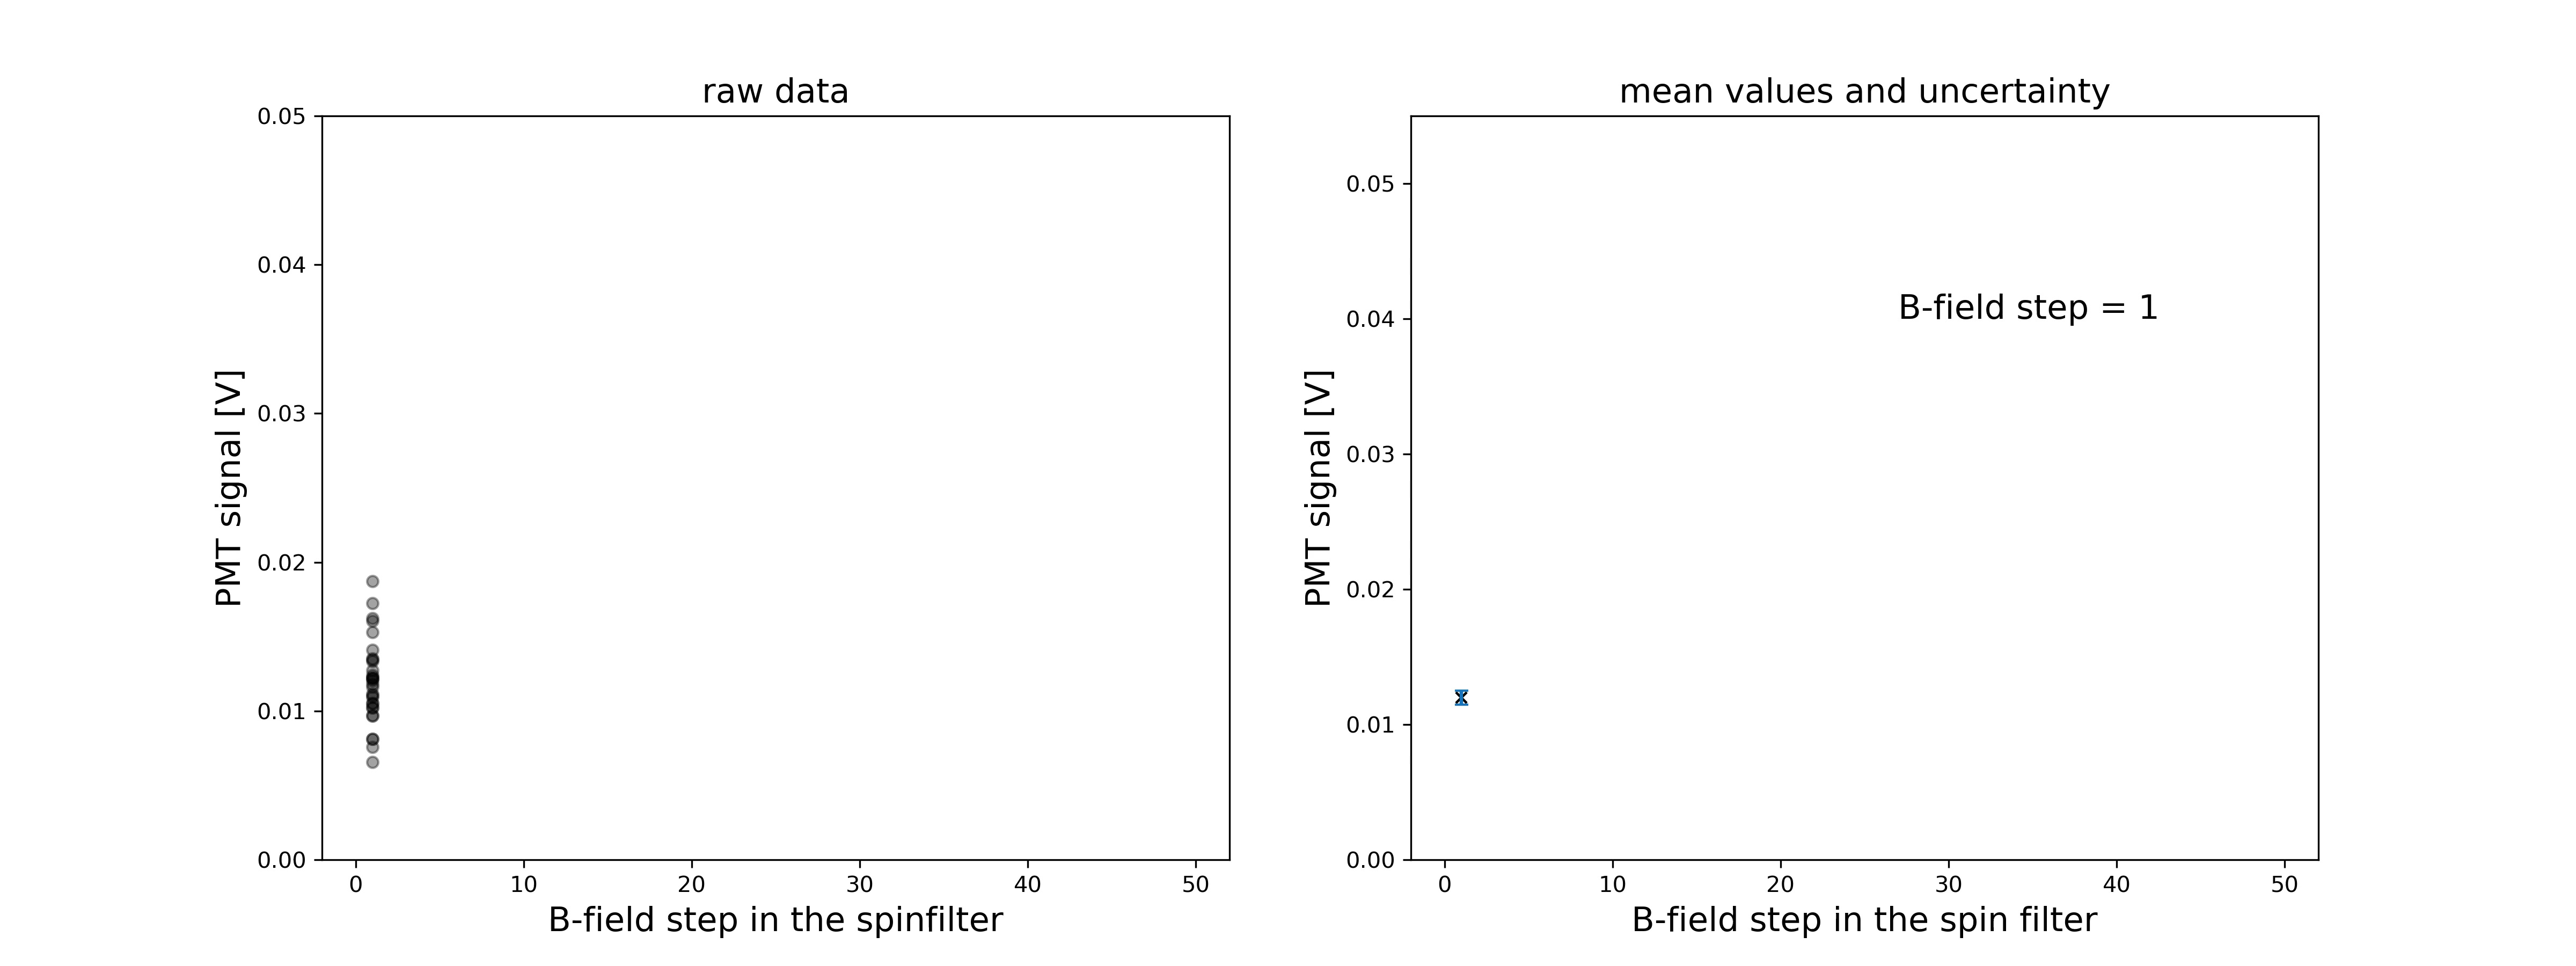 raw data
PMT signal [V]
0.05
0.04
0.03
0.02
0.01
0.00
0 10 20 30 40 50
B-field step in the spinfilter
mean values and uncertainty
PMT signal [V]
0.05
0.04
0.03
0.02
0.01
0.00
B-field step = 1
0 10 20 30 40 50
B-field step in the spin filter